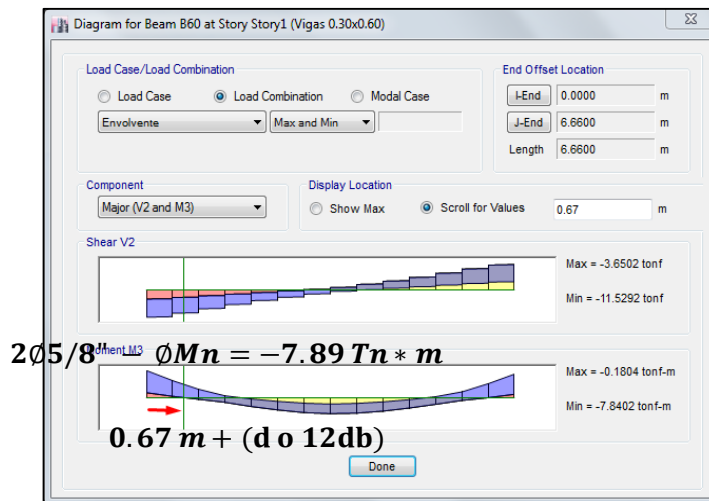 Diagram for Beam B60 at Story Story1 (Vigas 0.30x0.60)
Load Case/Load Combination
Load Case
Load Combination
Modal Case
Envolvente
Max and Min
End Offset Location
I-End
0.0000
m
J-End
6.6600
m
Length
6.6600
m
Component
Major (V2 and M3)
Display Location
Show Max
Scroll for Values
0.67
m
Shear V2
Max = -3.6502 tonf
Min = -11.5292 tonf
2∅5/8" − ∅Mn = −7.89 Tn ∗ m
Moment M3
Max = -0.1804 tonf-m
Min = -7.8402 tonf-m
0.67 m + (d o 12db)
Done